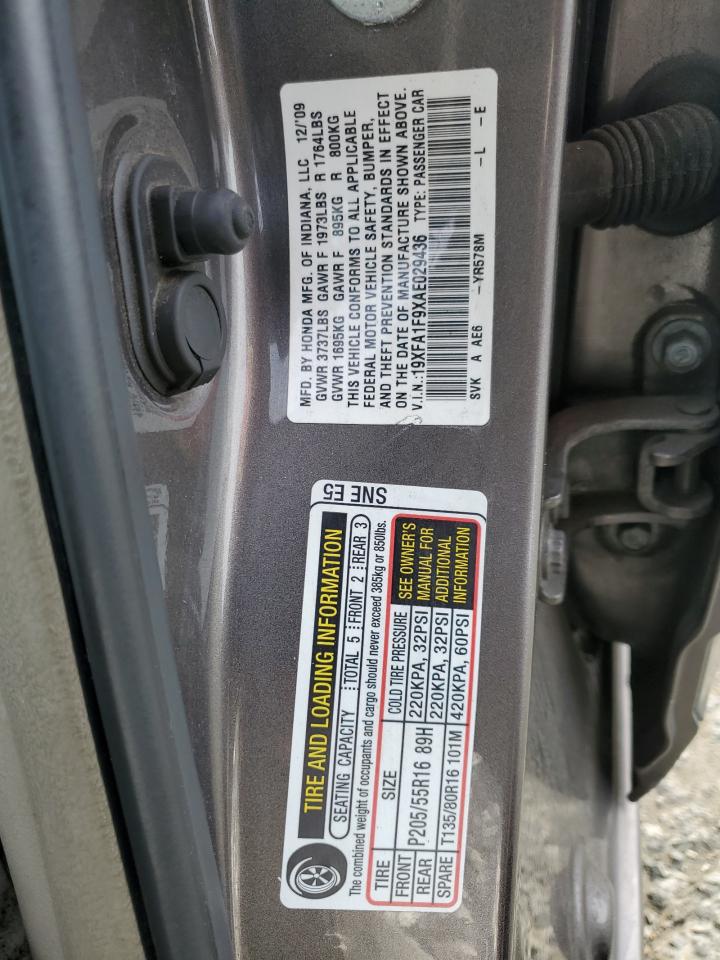 MFD. BY HONDA MFG. OF INDIANA, LLC 12/'09
GVWR 3737LBS GAWR F 1973LBS R 1764LBS
GVWR 1695KG GAWR F 895KG R 800KG
THIS VEHICLE CONFORMS TO ALL APPLICABLE
FEDERAL MOTOR VEHICLE SAFETY, BUMPER,
AND THEFT PREVENTION STANDARDS IN EFFECT
ON THE DATE OF MANUFACTURE SHOWN ABOVE.
V.I.N.:19XFA1F9XAE029436 TYPE: PASSENGER CAR
SVK A AE6 -YR578M -L -E
SNE E5
TIRE AND LOADING INFORMATION
SEATING CAPACITY TOTAL 5 FRONT 2 REAR 3
The combined weight of occupants and cargo should never exceed 385kg or 850lbs.
TIRE SIZE COLD TIRE PRESSURE
FRONT P205/55R16 89H 220KPA, 32PSI
REAR 220KPA, 32PSI
SPARE T135/80R16 101M 420KPA, 60PSI
SEE OWNER'S
MANUAL FOR
ADDITIONAL
INFORMATION